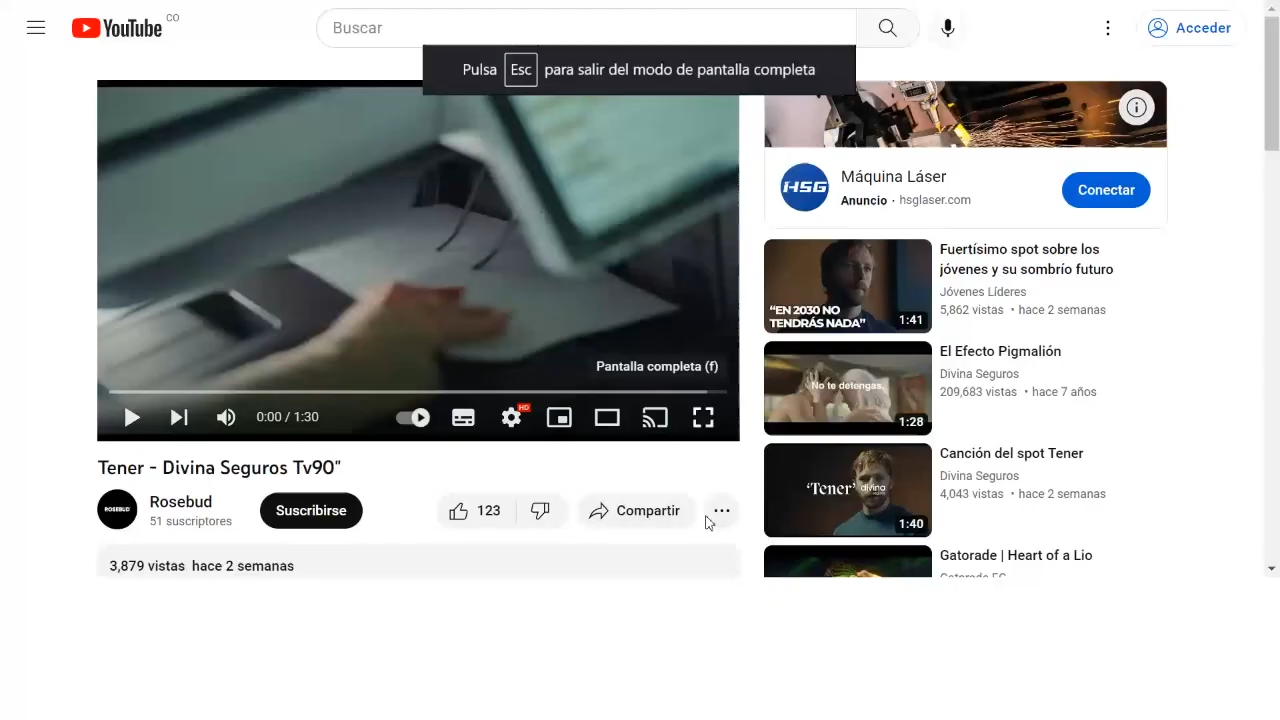 YouTube CO
Buscar
Acceder
Pulsa Esc para salir del modo de pantalla completa
Pantalla completa (f)
0:00 / 1:30
HD
Tener - Divina Seguros Tv90"
ROSEBUD
Rosebud
51 suscriptores
Suscribirse
123
Compartir
3,879 vistas hace 2 semanas
HSG
Máquina Láser
Anuncio · hsglaser.com
Conectar
"EN 2030 NO
TENDRÁS NADA"
1:41
Fuertísimo spot sobre los
jóvenes y su sombrío futuro
Jóvenes Líderes
5,862 vistas • hace 2 semanas
No te detengas,
1:28
El Efecto Pigmalión
Divina Seguros
209,683 vistas • hace 7 años
'Tener' divina
1:40
Canción del spot Tener
Divina Seguros
4,043 vistas • hace 2 semanas
Gatorade | Heart of a Lio